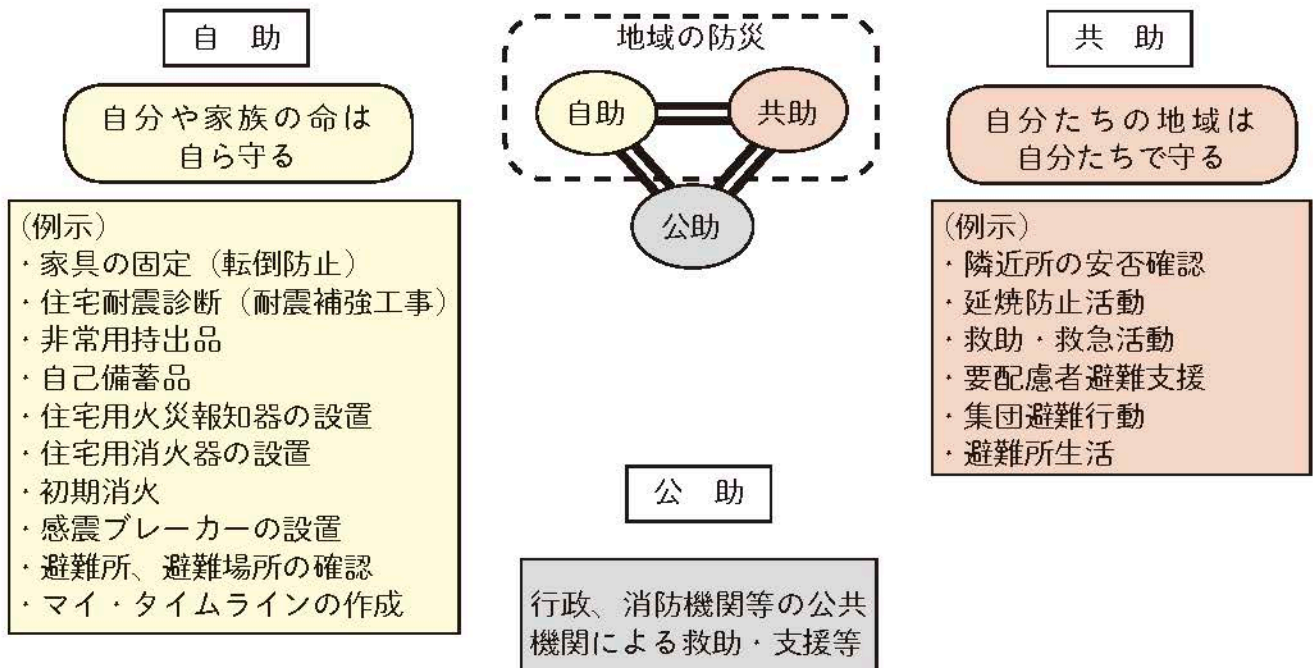 自　助
自分や家族の命は
自ら守る
(例示)
・家具の固定（転倒防止）
・住宅耐震診断（耐震補強工事）
・非常用持出品
・自己備蓄品
・住宅用火災報知器の設置
・住宅用消火器の設置
・初期消火
・感震ブレーカーの設置
・避難所、避難場所の確認
・マイ・タイムラインの作成
地域の防災
自助
共助
公助
公　助
行政、消防機関等の公共
機関による救助・支援等
共　助
自分たちの地域は
自分たちで守る
(例示)
・隣近所の安否確認
・延焼防止活動
・救助・救急活動
・要配慮者避難支援
・集団避難行動
・避難所生活